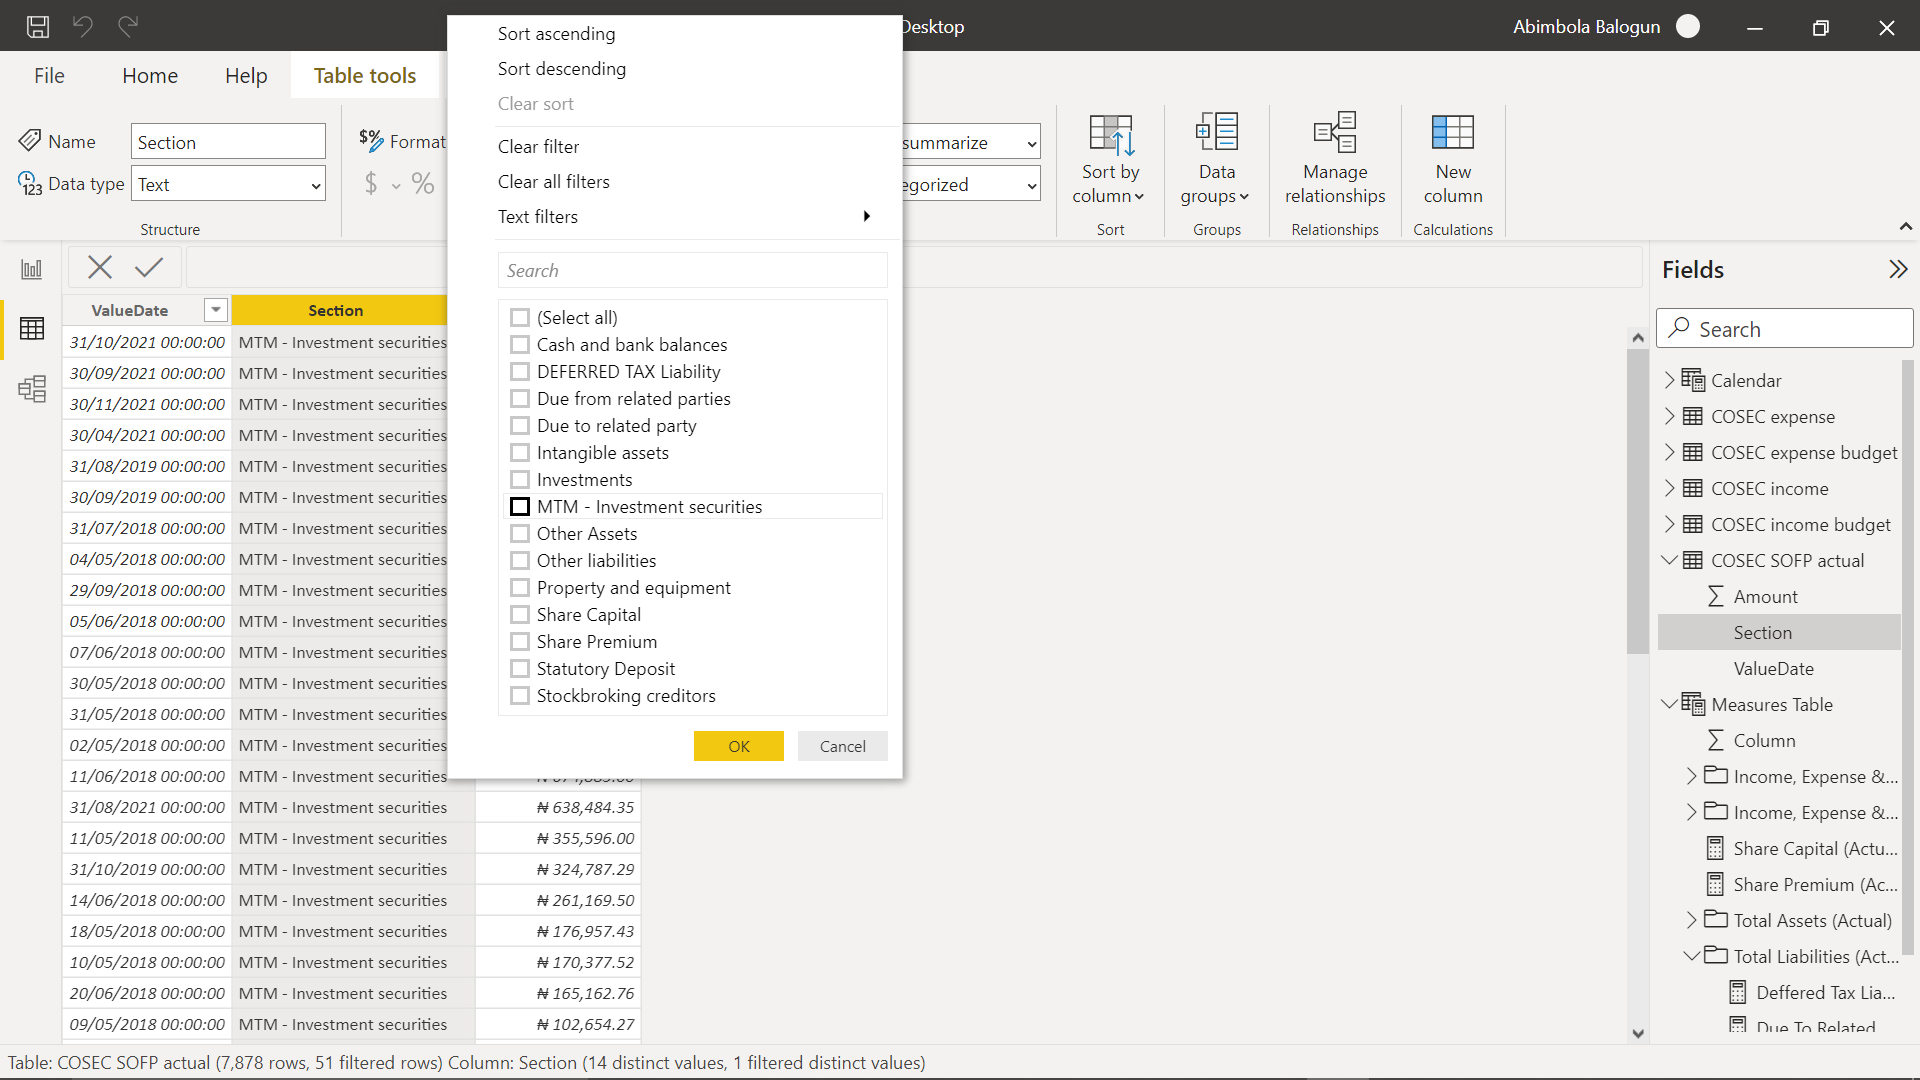 Desktop
Abimbola Balogun
File
Home
Help
Table tools
Name
Section
Data type
Text
Structure
Format
$ %
summarize
egorized
Sort by
column
Sort
Data
groups
Groups
Manage
relationships
Relationships
New
column
Calculations
Sort ascending
Sort descending
Clear sort
Clear filter
Clear all filters
Text filters
Search
(Select all)
Cash and bank balances
DEFERRED TAX Liability
Due from related parties
Due to related party
Intangible assets
Investments
MTM - Investment securities
Other Assets
Other liabilities
Property and equipment
Share Capital
Share Premium
Statutory Deposit
Stockbroking creditors
OK
Cancel
ValueDate
Section
31/10/2021 00:00:00 MTM - Investment securities
30/09/2021 00:00:00 MTM - Investment securities
30/11/2021 00:00:00 MTM - Investment securities
30/04/2021 00:00:00 MTM - Investment securities
31/08/2019 00:00:00 MTM - Investment securities
30/09/2019 00:00:00 MTM - Investment securities
31/07/2018 00:00:00 MTM - Investment securities
04/05/2018 00:00:00 MTM - Investment securities
29/09/2018 00:00:00 MTM - Investment securities
05/06/2018 00:00:00 MTM - Investment securities
07/06/2018 00:00:00 MTM - Investment securities
30/05/2018 00:00:00 MTM - Investment securities
31/05/2018 00:00:00 MTM - Investment securities
02/05/2018 00:00:00 MTM - Investment securities
11/06/2018 00:00:00 MTM - Investment securities
31/08/2021 00:00:00 MTM - Investment securities ₦ 638,484.35
11/05/2018 00:00:00 MTM - Investment securities ₦ 355,596.00
31/10/2019 00:00:00 MTM - Investment securities ₦ 324,787.29
14/06/2018 00:00:00 MTM - Investment securities ₦ 261,169.50
18/05/2018 00:00:00 MTM - Investment securities ₦ 176,957.43
10/05/2018 00:00:00 MTM - Investment securities ₦ 170,377.52
20/06/2018 00:00:00 MTM - Investment securities ₦ 165,162.76
09/05/2018 00:00:00 MTM - Investment securities ₦ 102,654.27
Fields
Search
Calendar
COSEC expense
COSEC expense budget
COSEC income
COSEC income budget
COSEC SOFP actual
Amount
Section
ValueDate
Measures Table
Column
Income, Expense &...
Income, Expense &...
Share Capital (Actu...
Share Premium (Ac...
Total Assets (Actual)
Total Liabilities (Act...
Deffered Tax Lia...
Due To Related
Table: COSEC SOFP actual (7,878 rows, 51 filtered rows) Column: Section (14 distinct values, 1 filtered distinct values)